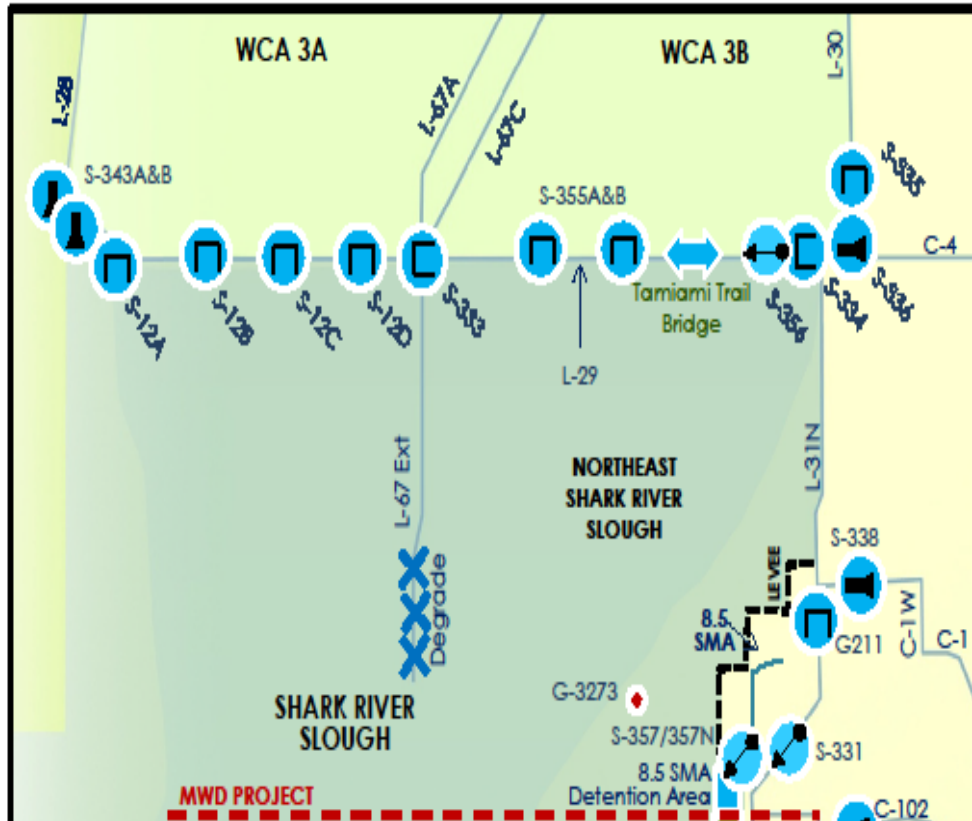 WCA 3A
WCA 3B
L-30
L-28
L-67A
L-67C
S-343A&B
S-355A&B
S-335
C-4
S-12A
S-12B
S-12C
S-12D
S-333
Tamiami Trail
Bridge
S-356
S-334
S-336
L-29
L-67 Ext
L-31N
NORTHEAST
SHARK RIVER
SLOUGH
S-338
LEVEE
Degrade
8.5
SMA
G211
C-1W
C-1
G-3273
SHARK RIVER
SLOUGH
S-357/357N
S-331
8.5 SMA
Detention Area
MWD PROJECT
C-102